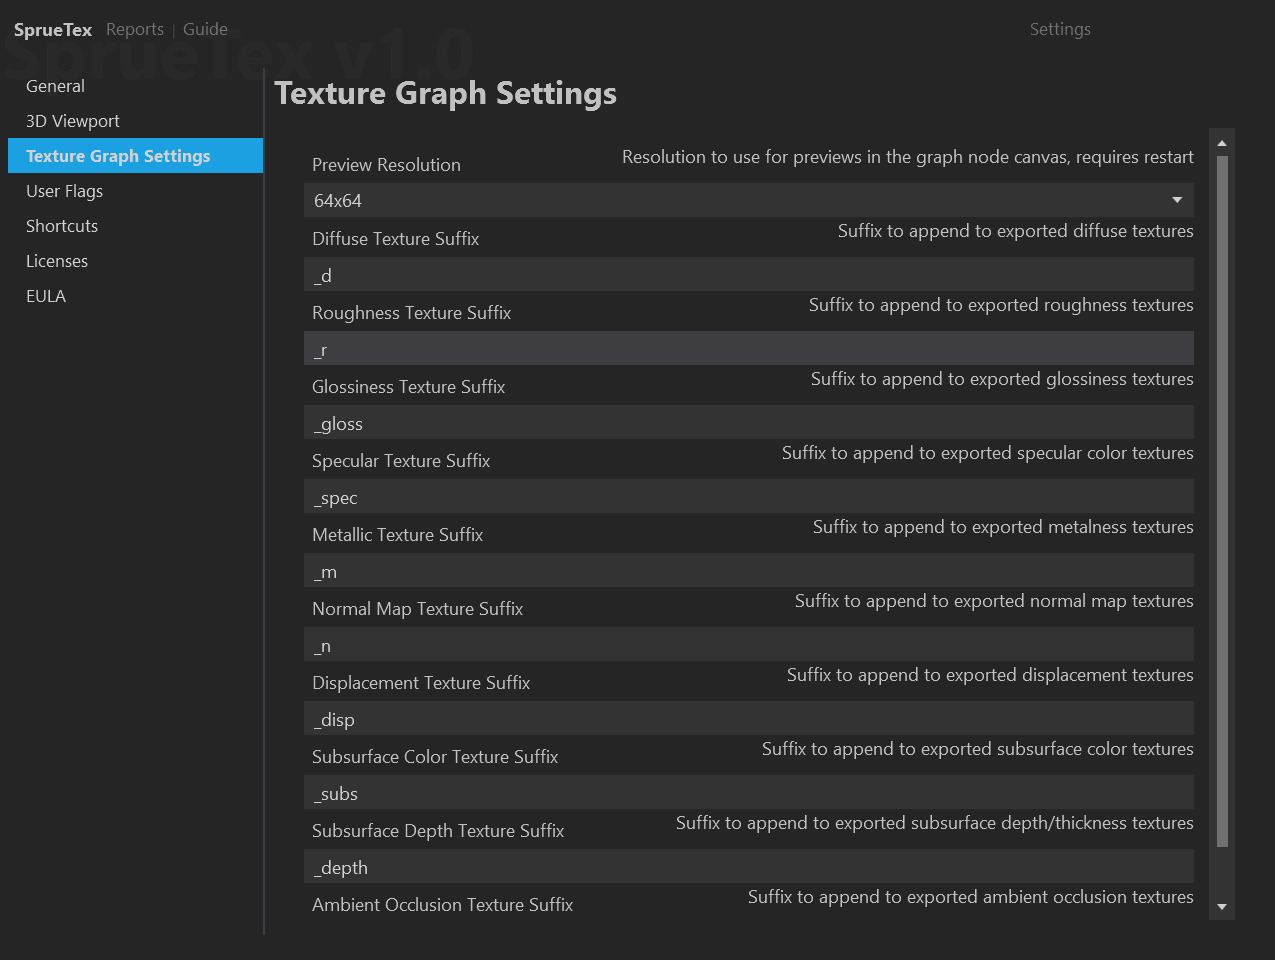 SprueTex Reports | Guide Settings
SprueTex v1.0
General
3D Viewport
Texture Graph Settings
User Flags
Shortcuts
Licenses
EULA
Texture Graph Settings
Preview Resolution Resolution to use for previews in the graph node canvas, requires restart
64x64
Diffuse Texture Suffix Suffix to append to exported diffuse textures
_d
Roughness Texture Suffix Suffix to append to exported roughness textures
_r
Glossiness Texture Suffix Suffix to append to exported glossiness textures
_gloss
Specular Texture Suffix Suffix to append to exported specular color textures
_spec
Metallic Texture Suffix Suffix to append to exported metalness textures
_m
Normal Map Texture Suffix Suffix to append to exported normal map textures
_n
Displacement Texture Suffix Suffix to append to exported displacement textures
_disp
Subsurface Color Texture Suffix Suffix to append to exported subsurface color textures
_subs
Subsurface Depth Texture Suffix Suffix to append to exported subsurface depth/thickness textures
_depth
Ambient Occlusion Texture Suffix Suffix to append to exported ambient occlusion textures